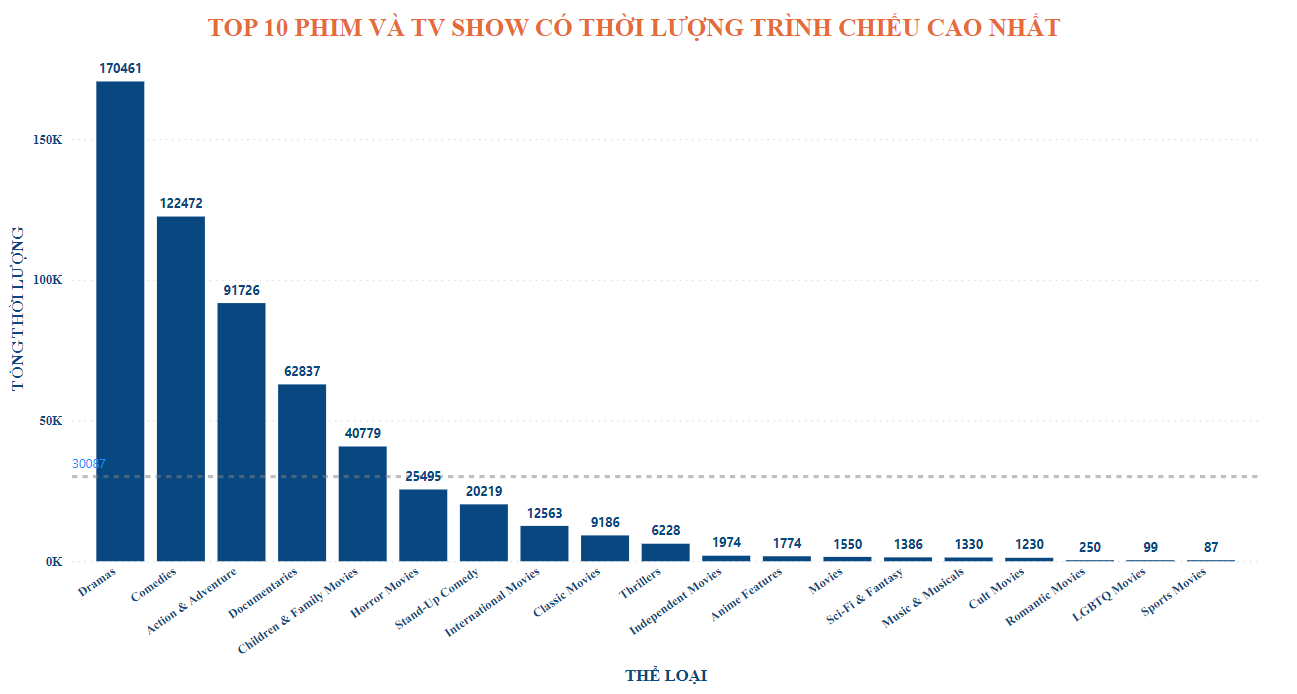 TOP 10 PHIM VÀ TV SHOW CÓ THỜI LƯỢNG TRÌNH CHIẾU CAO NHẤT
TỔNG THỜI LƯỢNG
150K
100K
50K
0K
30087
170461
122472
91726
62837
40779
25495
20219
12563
9186
6228
1974
1774
1550
1386
1330
1230
250
99
87
Dramas
Comedies
Action & Adventure
Documentaries
Children & Family Movies
Horror Movies
Stand-Up Comedy
International Movies
Classic Movies
Thrillers
Independent Movies
Anime Features
Movies
Sci-Fi & Fantasy
Music & Musicals
Cult Movies
Romantic Movies
LGBTQ Movies
Sports Movies
THỂ LOẠI